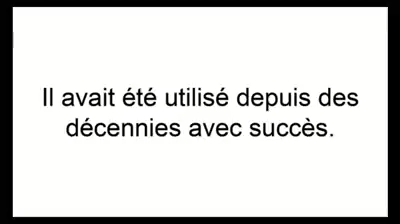 Il avait été utilisé depuis des
décennies avec succès.